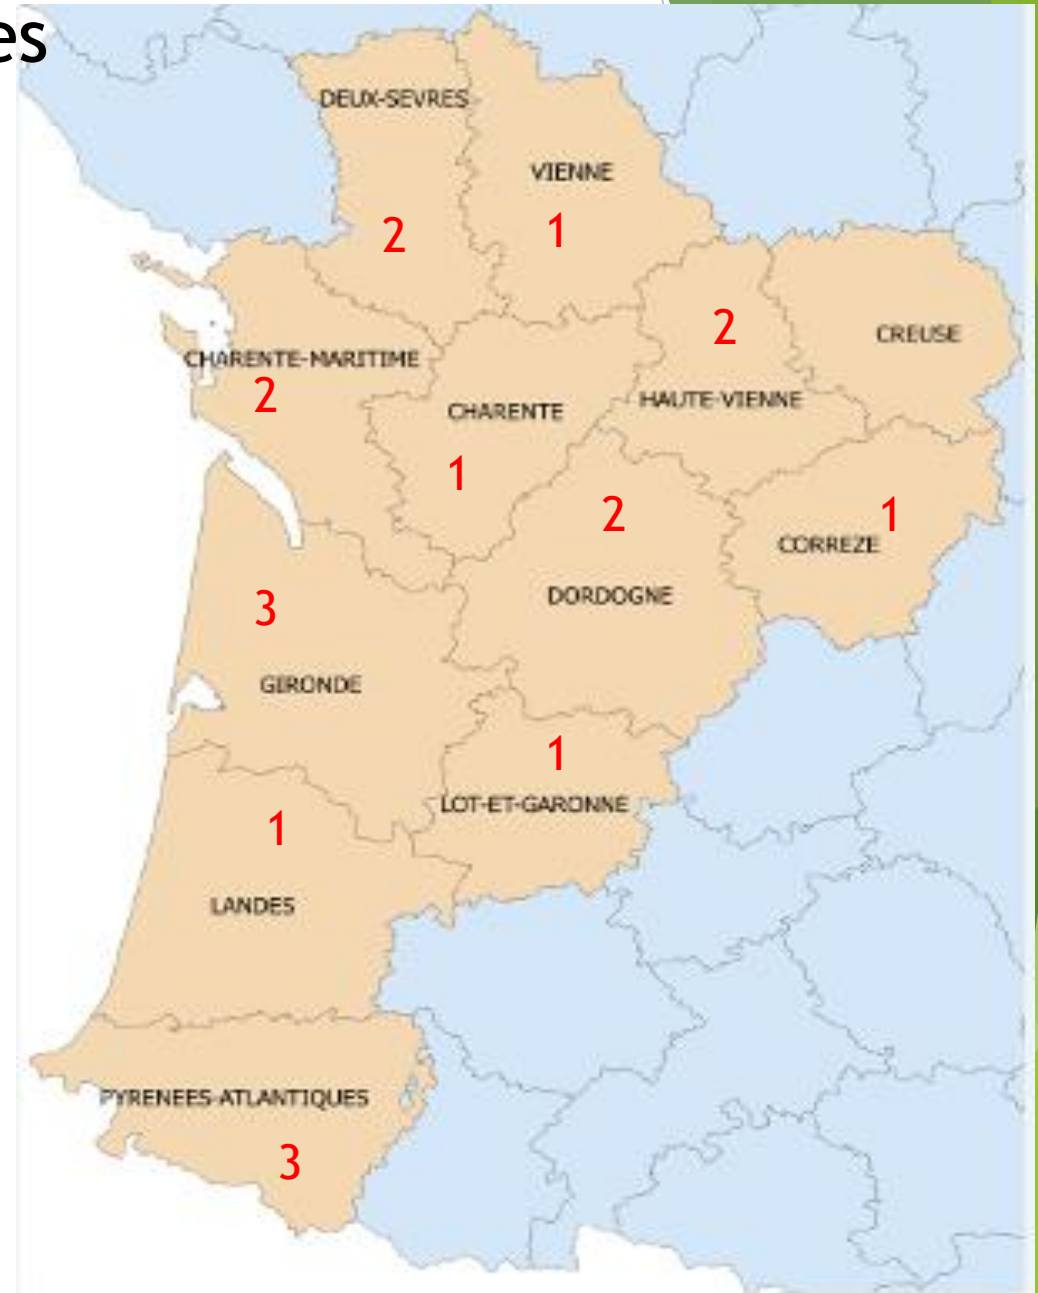 es
DEUX-SEVRES
VIENNE
2
1
2
CREUSE
CHARENTE-MARITIME
2
HAUTE-VIENNE
CHARENTE
1
2
1
CORREZE
DORDOGNE
3
GIRONDE
1
LOT-ET-GARONNE
1
LANDES
PYRENEES-ATLANTIQUES
3